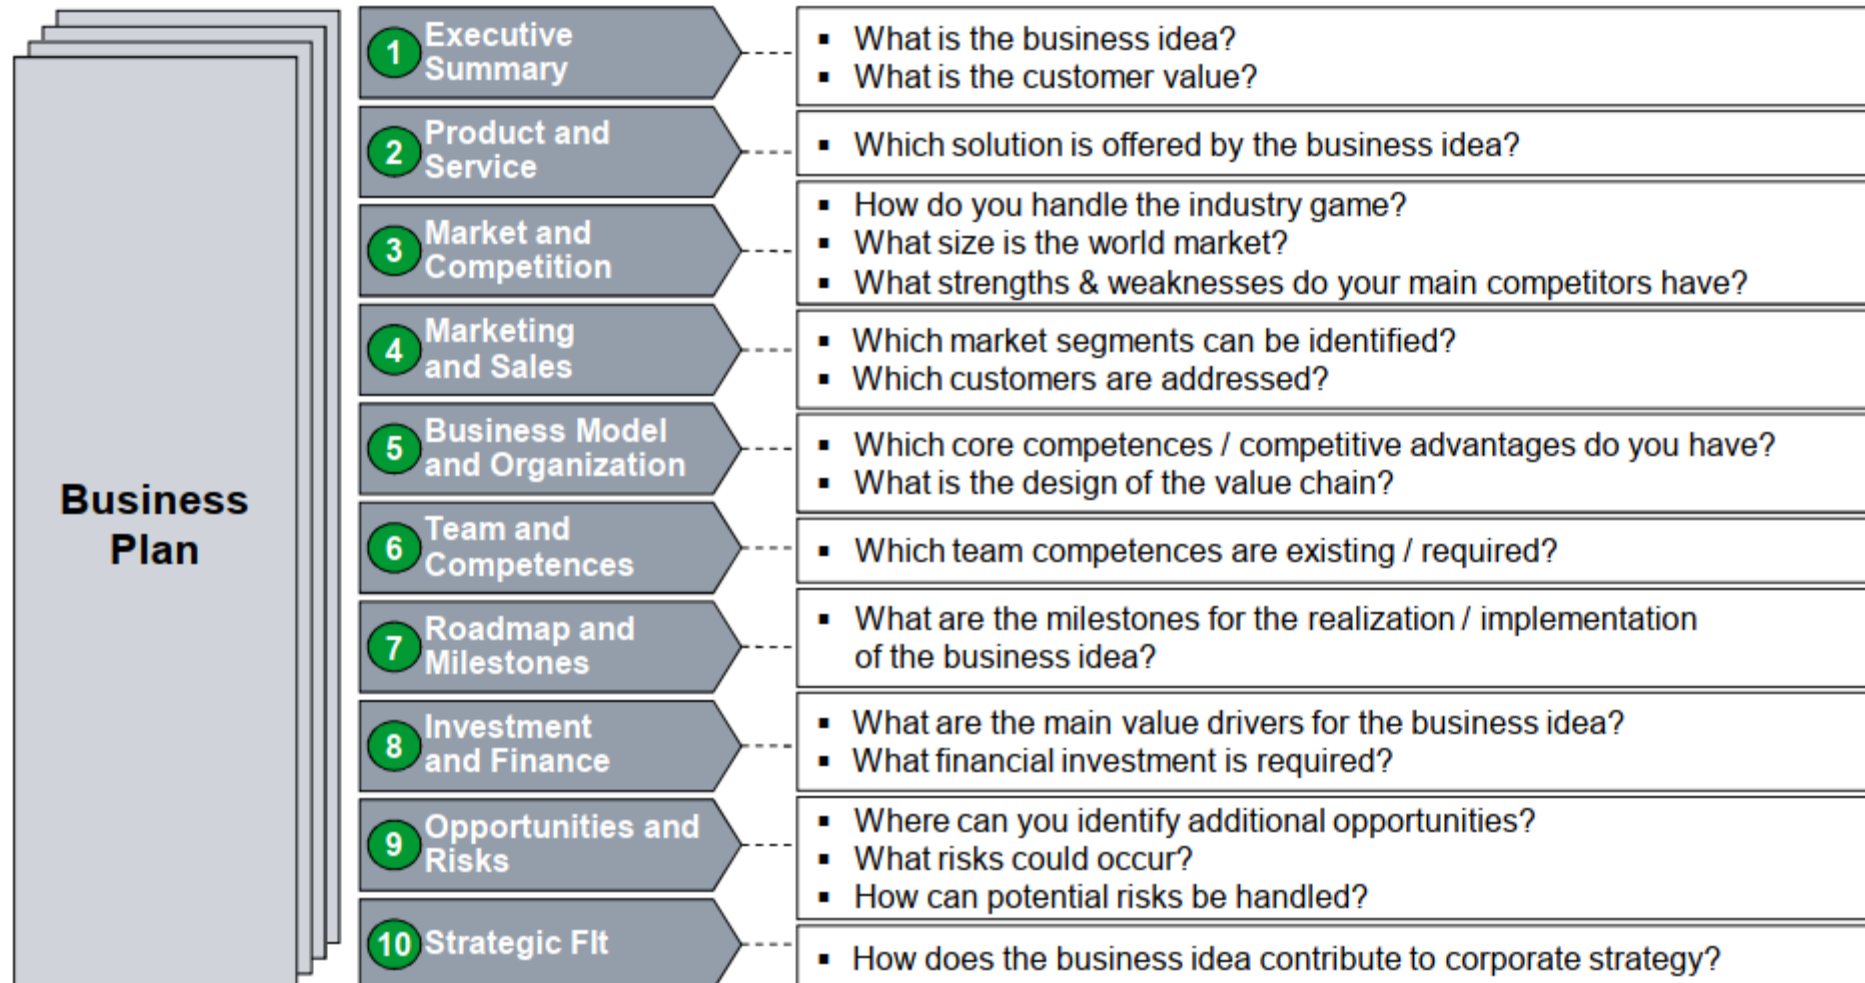 Business
Plan
1 Executive
Summary
▪ What is the business idea?
▪ What is the customer value?
2 Product and
Service
▪ Which solution is offered by the business idea?
3 Market and
Competition
▪ How do you handle the industry game?
▪ What size is the world market?
▪ What strengths & weaknesses do your main competitors have?
4 Marketing
and Sales
▪ Which market segments can be identified?
▪ Which customers are addressed?
5 Business Model
and Organization
▪ Which core competences / competitive advantages do you have?
▪ What is the design of the value chain?
6 Team and
Competences
▪ Which team competences are existing / required?
7 Roadmap and
Milestones
▪ What are the milestones for the realization / implementation
of the business idea?
8 Investment
and Finance
▪ What are the main value drivers for the business idea?
▪ What financial investment is required?
9 Opportunities and
Risks
▪ Where can you identify additional opportunities?
▪ What risks could occur?
▪ How can potential risks be handled?
10 Strategic FIt
▪ How does the business idea contribute to corporate strategy?